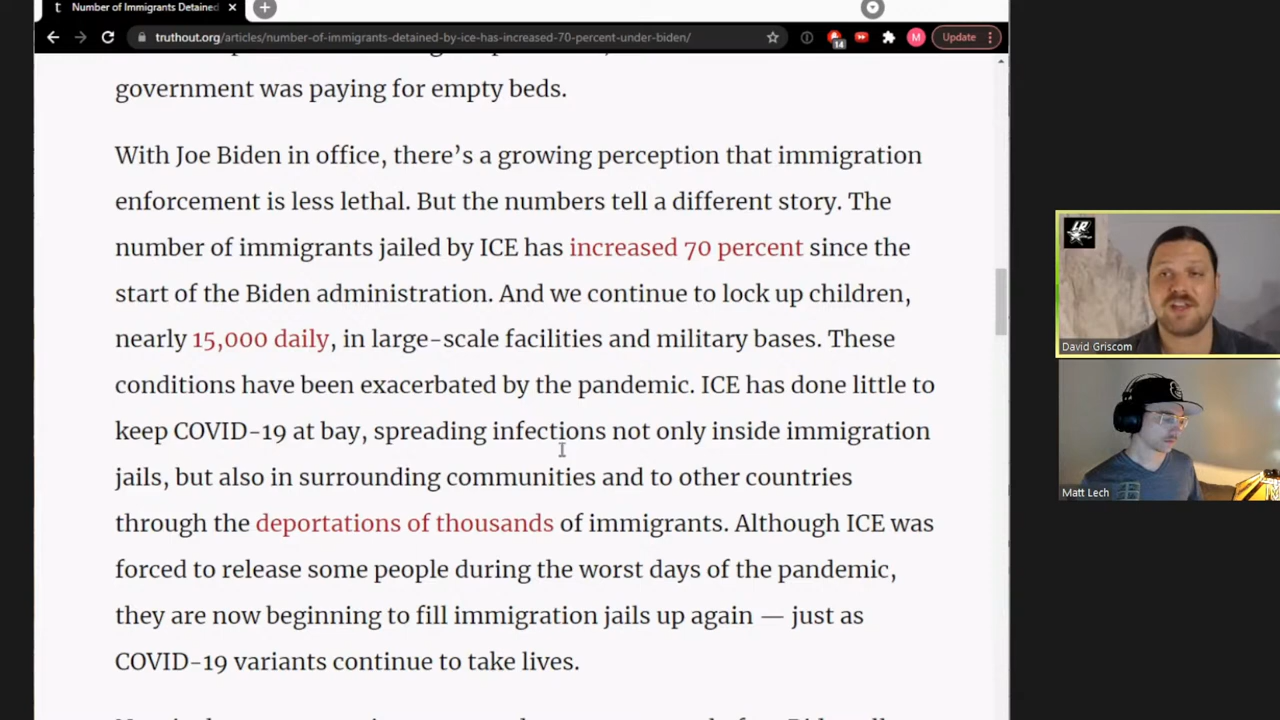 Number of Immigrants Detained
truthout.org/articles/number-of-immigrants-detained-by-ice-has-increased-70-percent-under-biden/
14
M
Update
government was paying for empty beds.
With Joe Biden in office, there’s a growing perception that immigration
enforcement is less lethal. But the numbers tell a different story. The
number of immigrants jailed by ICE has increased 70 percent since the
start of the Biden administration. And we continue to lock up children,
nearly 15,000 daily, in large-scale facilities and military bases. These
conditions have been exacerbated by the pandemic. ICE has done little to
keep COVID-19 at bay, spreading infections not only inside immigration
jails, but also in surrounding communities and to other countries
through the deportations of thousands of immigrants. Although ICE was
forced to release some people during the worst days of the pandemic,
they are now beginning to fill immigration jails up again — just as
COVID-19 variants continue to take lives.
LR
David Griscom
Matt Lech